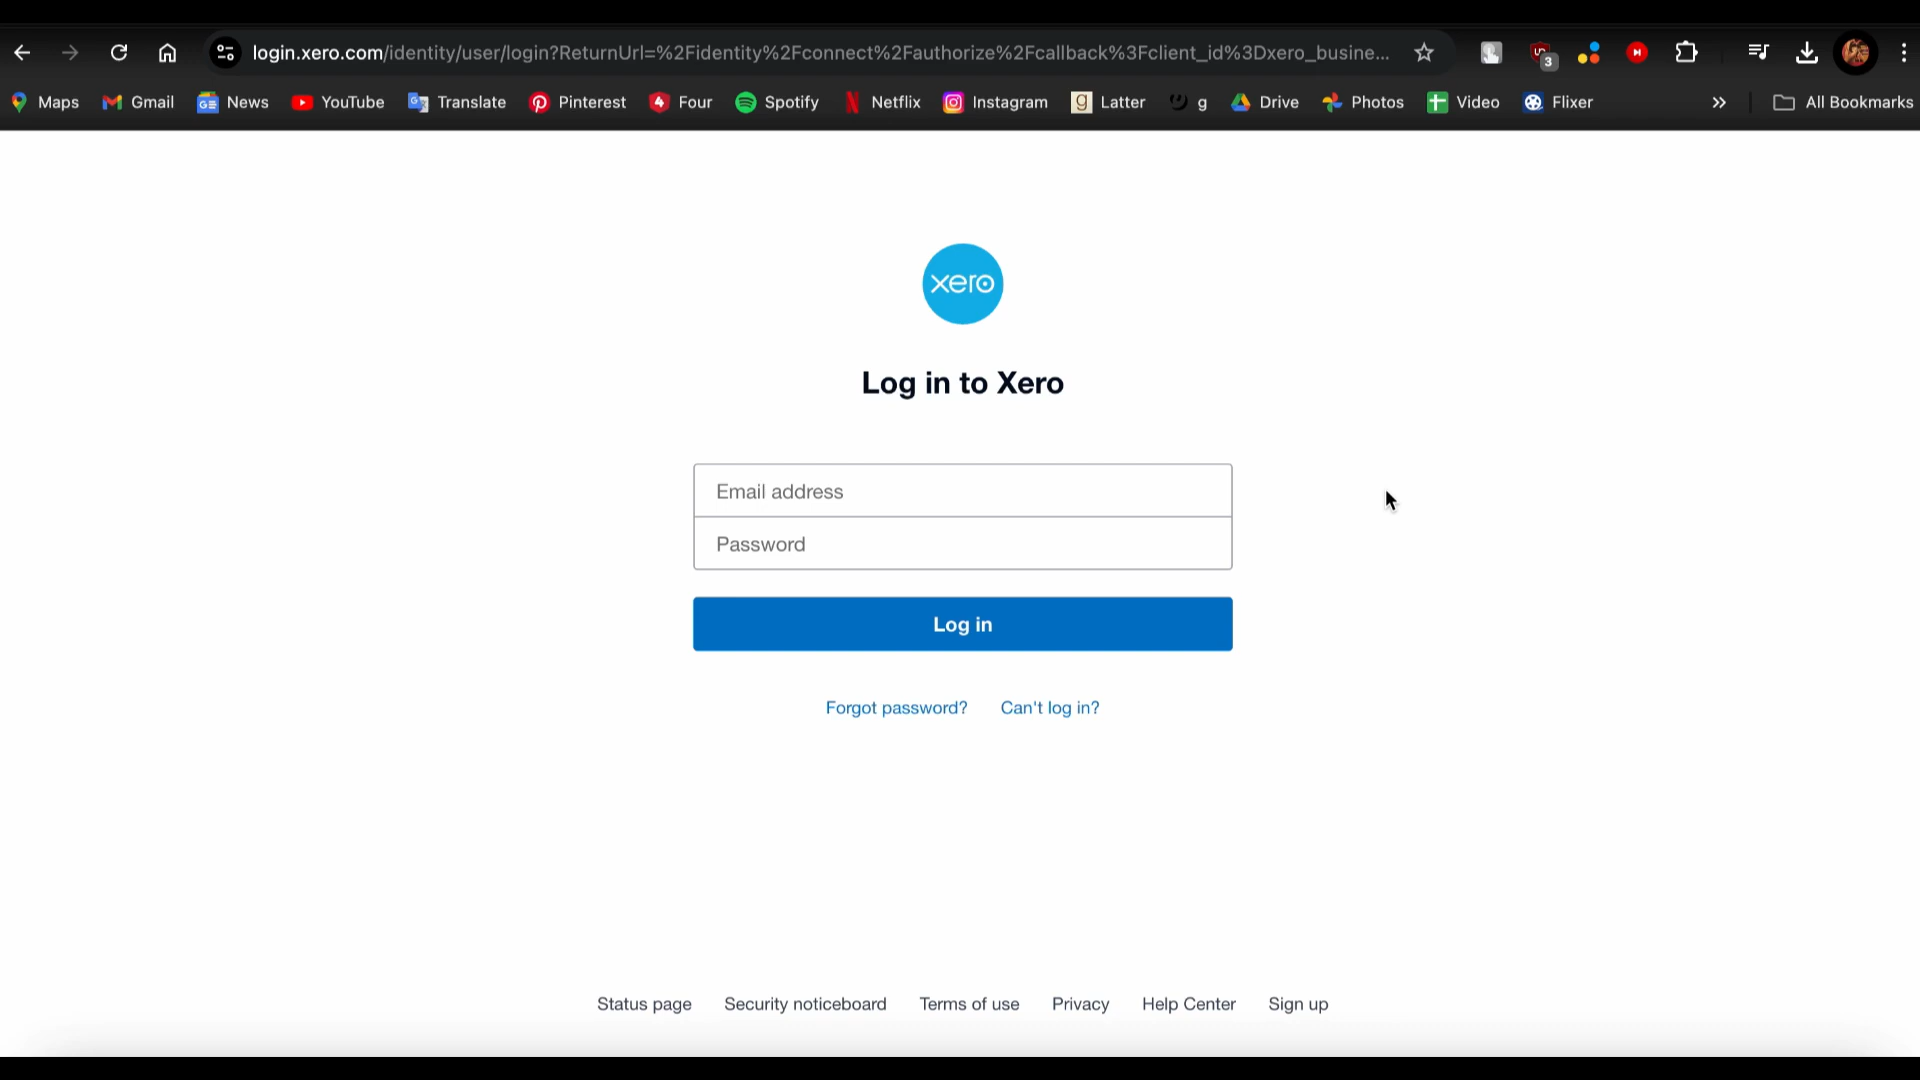 login.xero.com/identity/user/login?ReturnUrl=%2Fidentity%2Fconnect%2Fauthorize%2Fcallback%3Fclient_id%3Dxero_busine... 3
Maps Gmail News YouTube Translate Pinterest Four Spotify Netflix Instagram Latter g Drive Photos Video Flixer All Bookmarks
xero
Log in to Xero
Email address
Password
Log in
Forgot password? Can't log in?
Status page Security noticeboard Terms of use Privacy Help Center Sign up